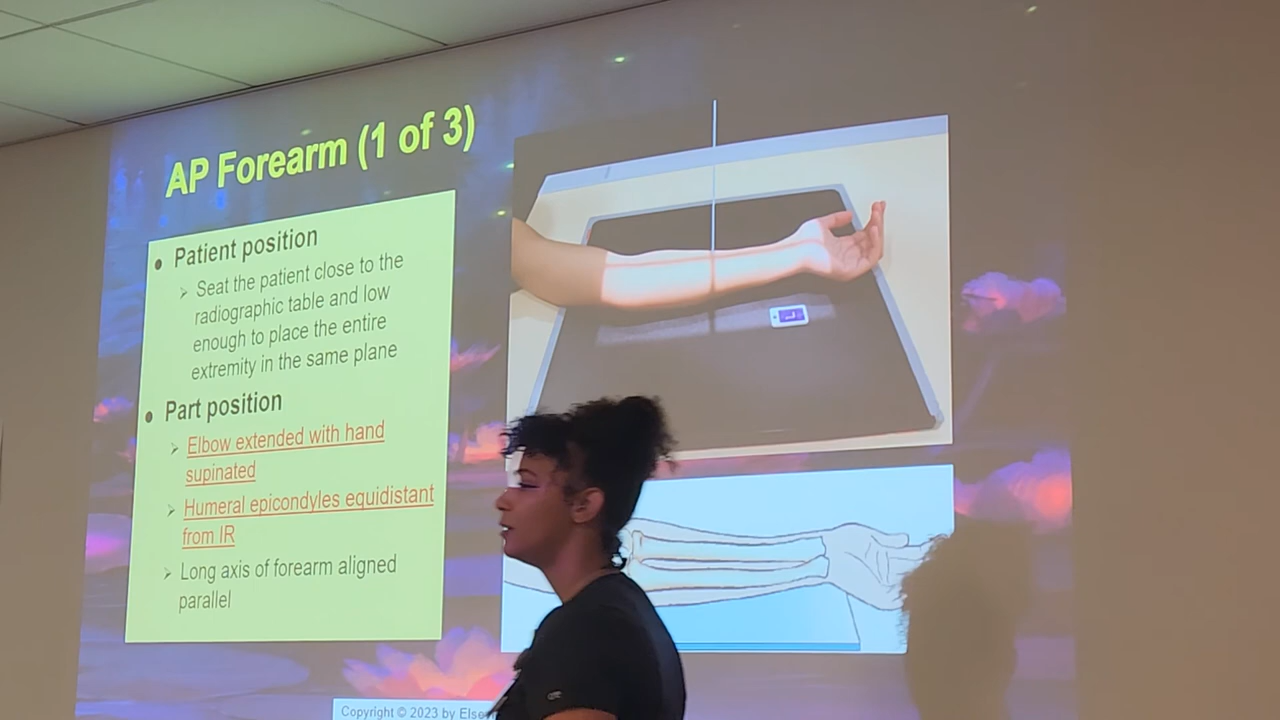 AP Forearm (1 of 3)
Patient position
Seat the patient close to the
radiographic table and low
enough to place the entire
extremity in the same plane
Part position
Elbow extended with hand
supinated
Humeral epicondyles equidistant
from IR
Long axis of forearm aligned
parallel
Copyright © 2023 by